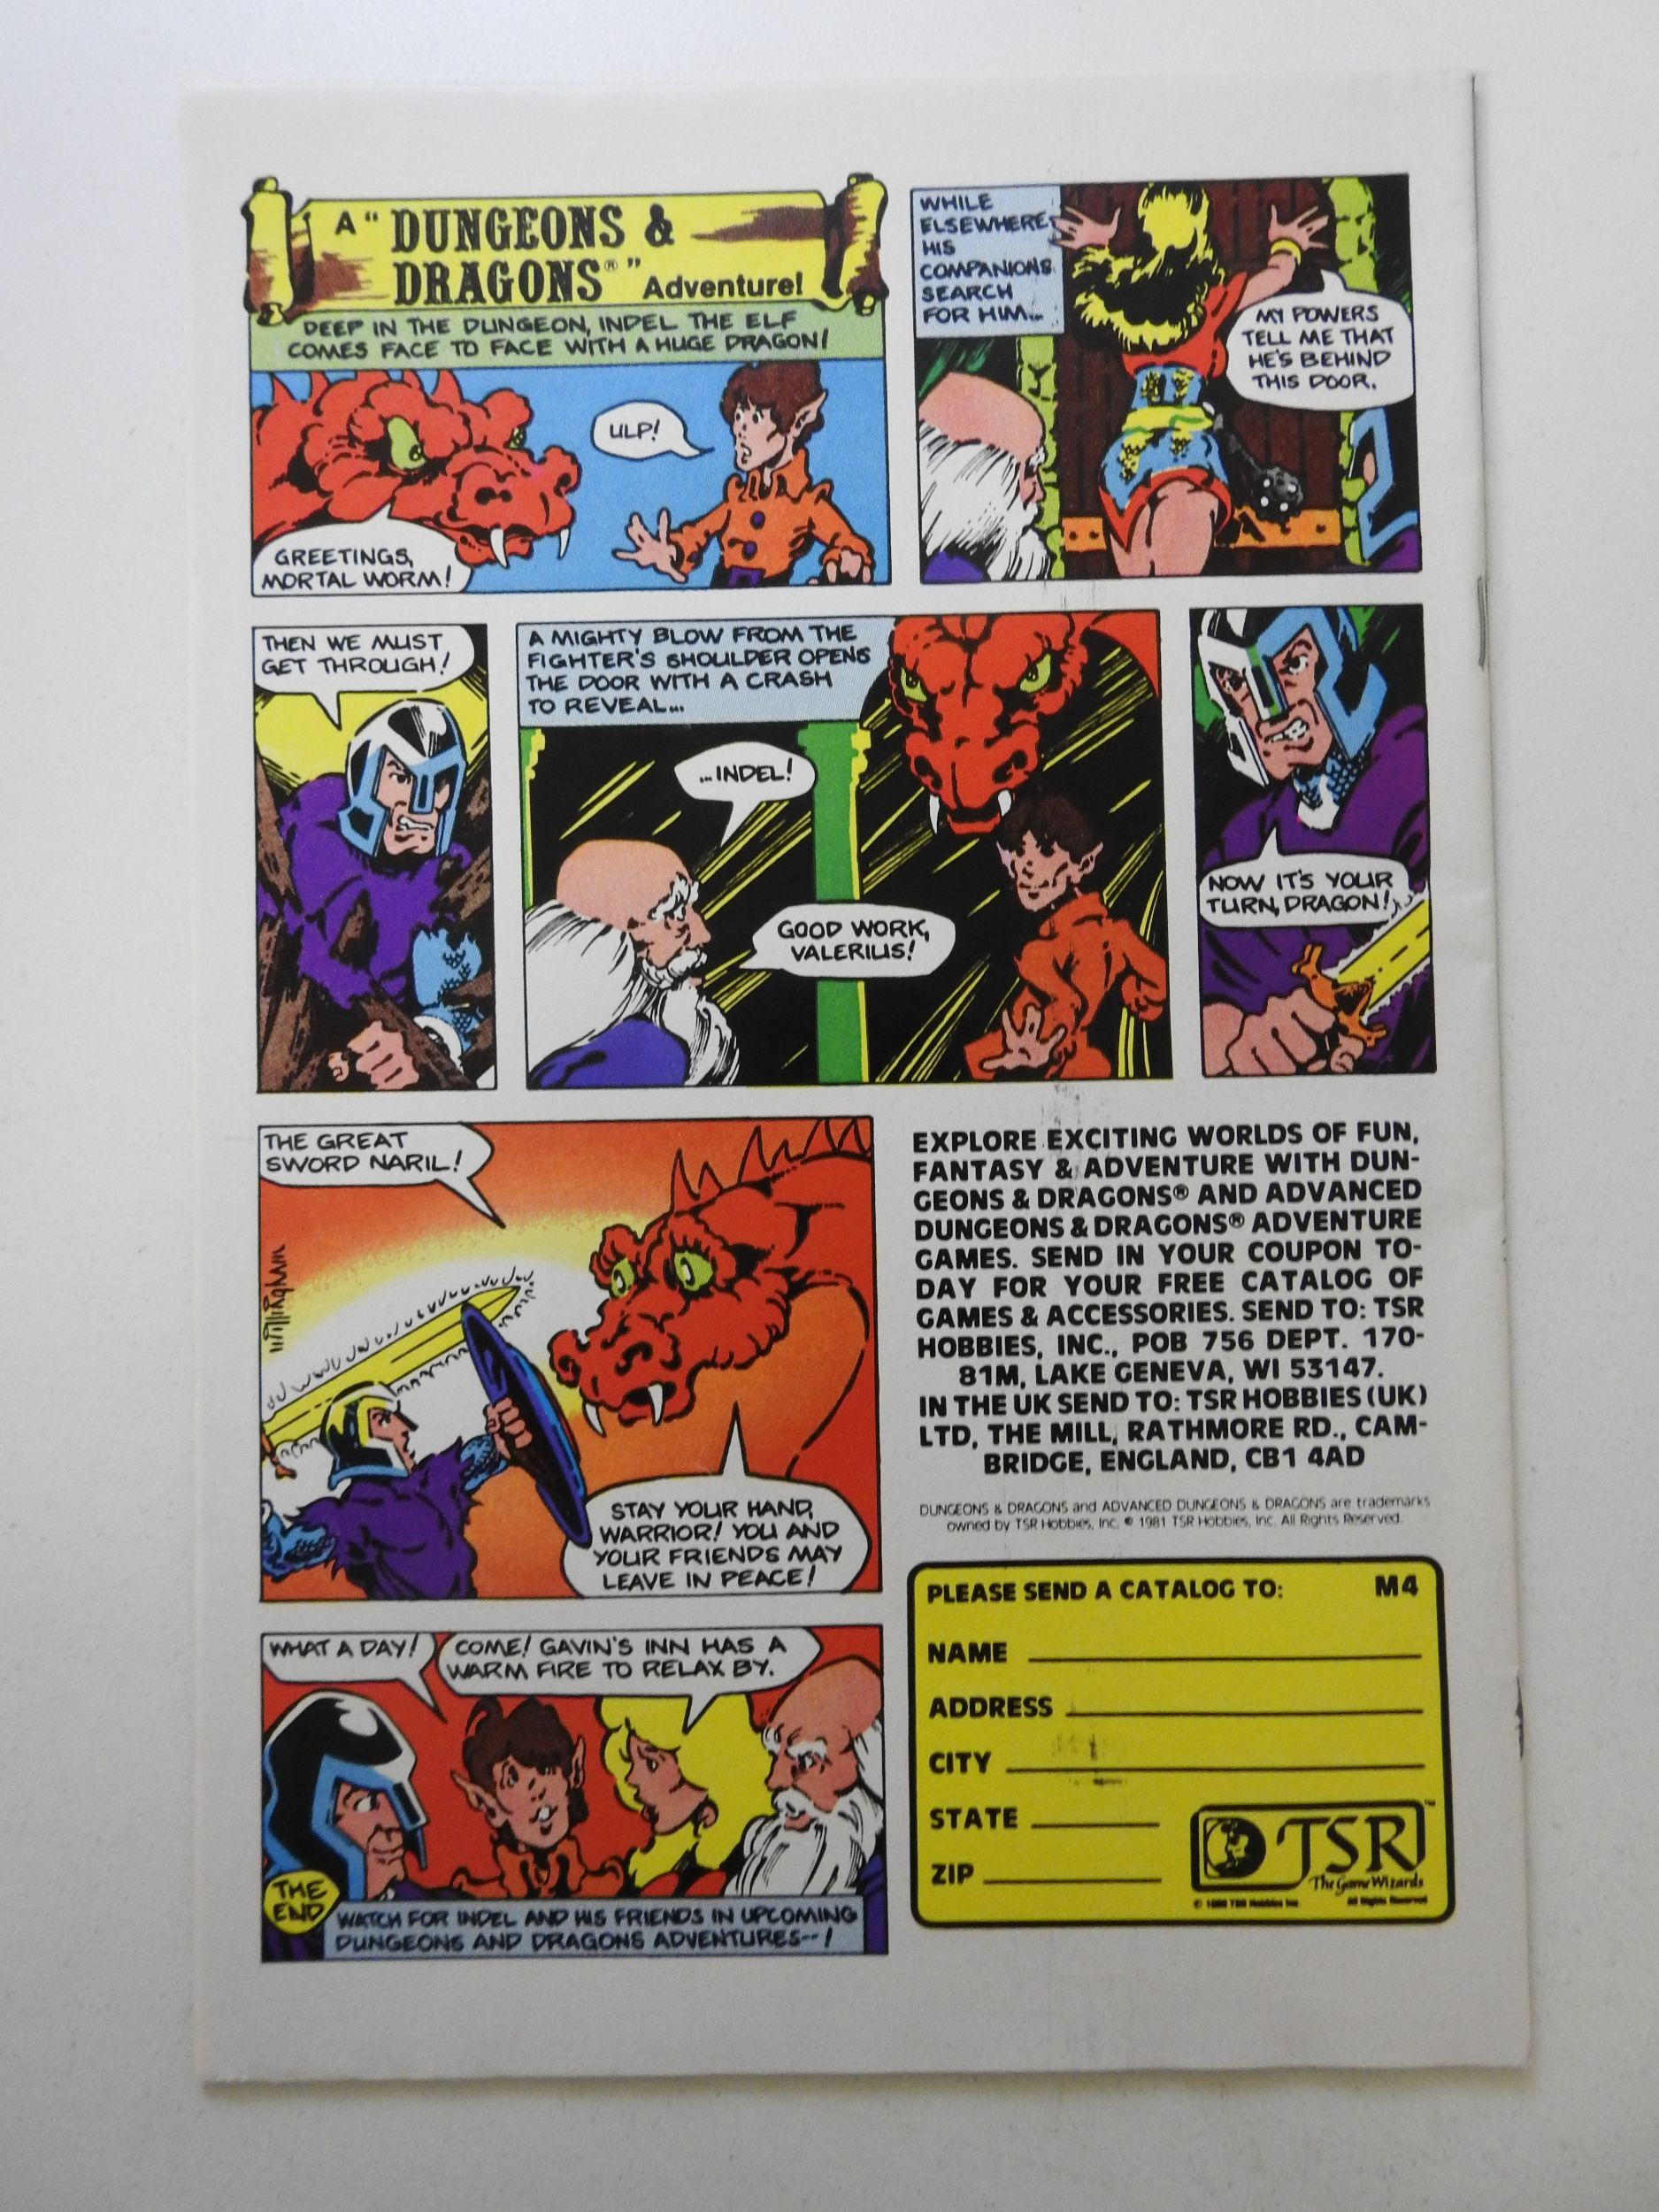 A "DUNGEONS &
DRAGONS®" Adventure!
DEEP IN THE DUNGEON, INDEL THE ELF
COMES FACE TO FACE WITH A HUGE DRAGON!
ULP!
GREETINGS,
MORTAL WORM!
WHILE
ELSEWHERE,
HIS
COMPANIONS
SEARCH
FOR HIM...
MY POWERS
TELL ME THAT
HE'S BEHIND
THIS DOOR.
THEN WE MUST
GET THROUGH!
A MIGHTY BLOW FROM THE
FIGHTER'S SHOULDER OPENS
THE DOOR WITH A CRASH
TO REVEAL...
...INDEL!
GOOD WORK,
VALERIUS!
NOW IT'S YOUR
TURN, DRAGON!
THE GREAT
SWORD NARIL!
Willingham
STAY YOUR HAND,
WARRIOR! YOU AND
YOUR FRIENDS MAY
LEAVE IN PEACE!
WHAT A DAY!
COME! GAVIN'S INN HAS A
WARM FIRE TO RELAX BY.
THE
END
WATCH FOR INDEL AND HIS FRIENDS IN UPCOMING
DUNGEONS AND DRAGONS ADVENTURES--!
EXPLORE EXCITING WORLDS OF FUN,
FANTASY & ADVENTURE WITH DUN-
GEONS & DRAGONS® AND ADVANCED
DUNGEONS & DRAGONS® ADVENTURE
GAMES. SEND IN YOUR COUPON TO-
DAY FOR YOUR FREE CATALOG OF
GAMES & ACCESSORIES. SEND TO: TSR
HOBBIES, INC., POB 756 DEPT. 170-
81M, LAKE GENEVA, WI 53147.
IN THE UK SEND TO: TSR HOBBIES (UK)
LTD, THE MILL, RATHMORE RD., CAM-
BRIDGE, ENGLAND, CB1 4AD
DUNGEONS & DRAGONS and ADVANCED DUNGEONS & DRAGONS are trademarks
owned by TSR Hobbies, Inc. © 1981 TSR Hobbies, Inc. All Rights Reserved.
PLEASE SEND A CATALOG TO: M4
NAME
ADDRESS
CITY
STATE
ZIP
TSR™
The Game Wizards
© 1980 TSR Hobbies Inc All Rights Reserved